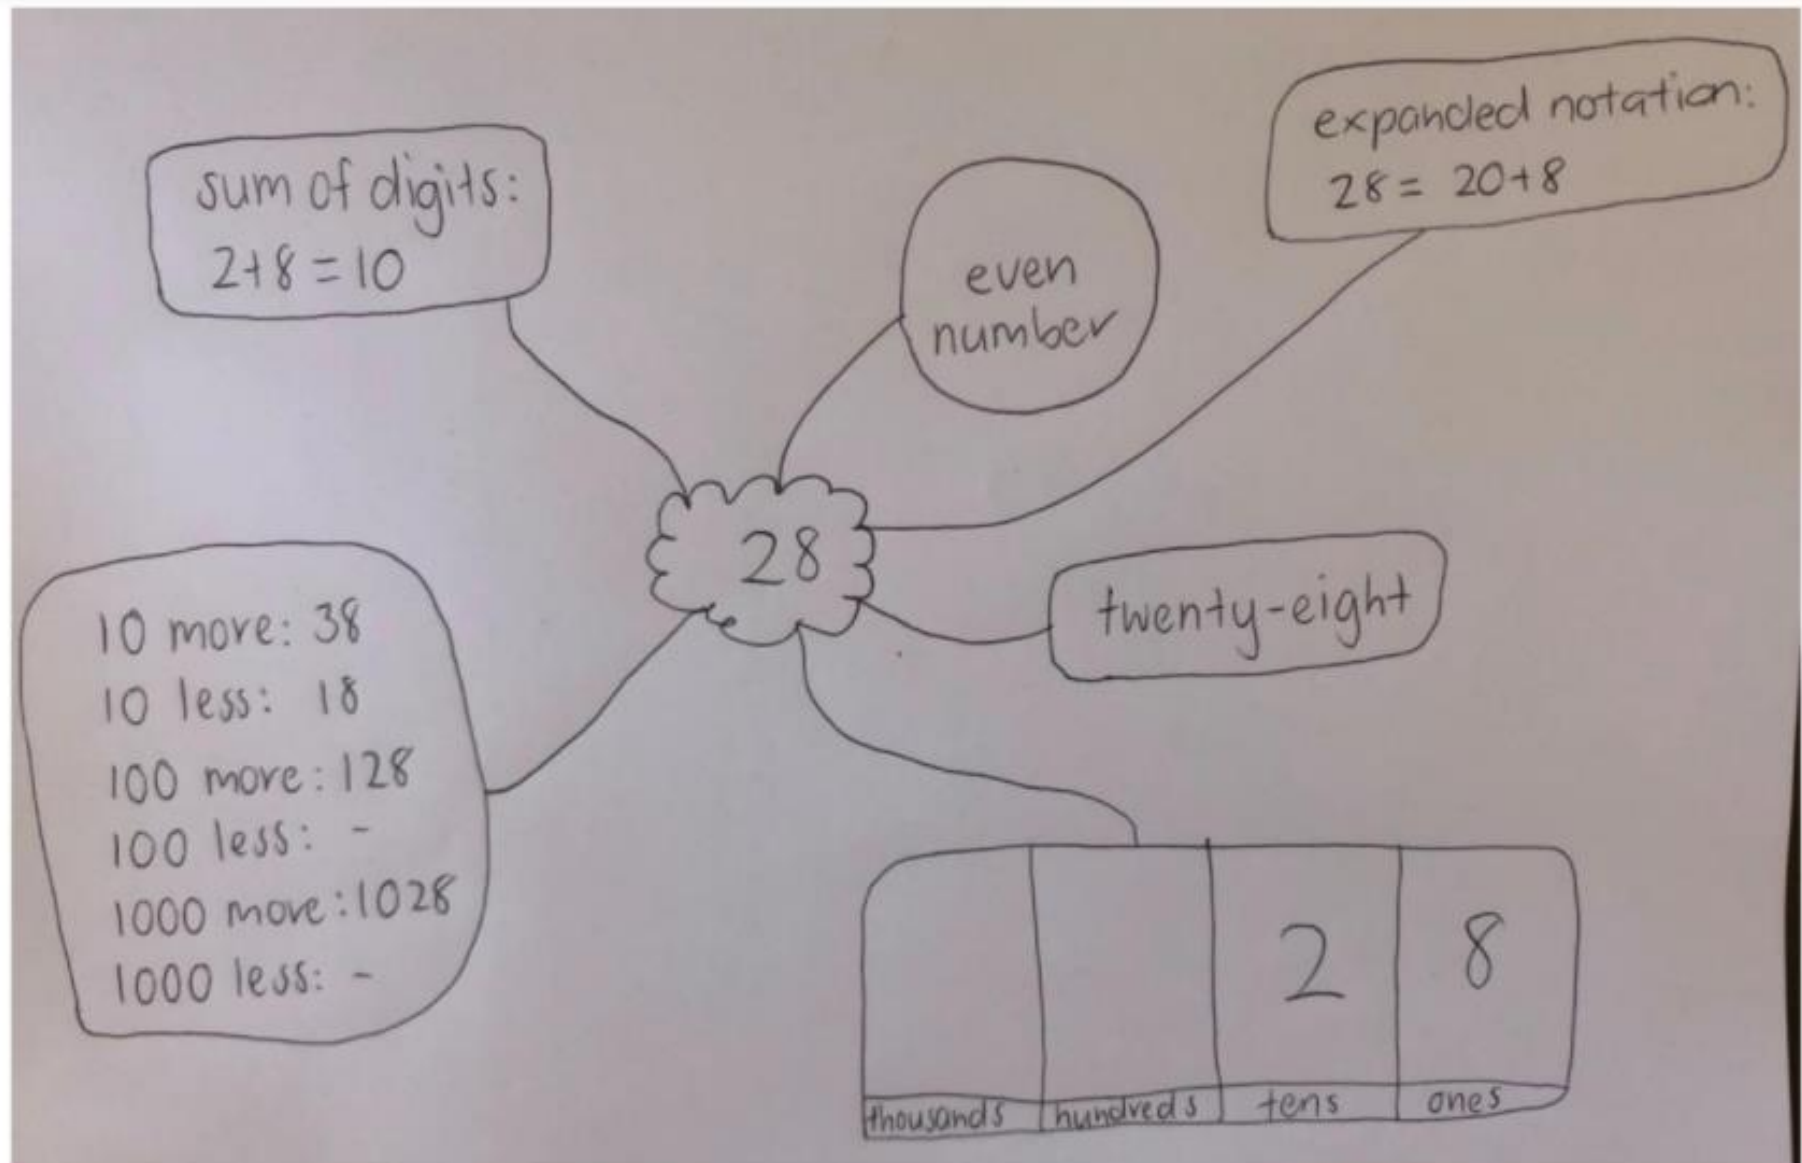 sum of digits:
2+8=10
even
number
expanded notation:
28= 20+8
28
twenty-eight
10 more: 38
10 less: 18
100 more: 128
100 less: -
1000 more: 1028
1000 less: -
2 8
thousands hundreds tens ones